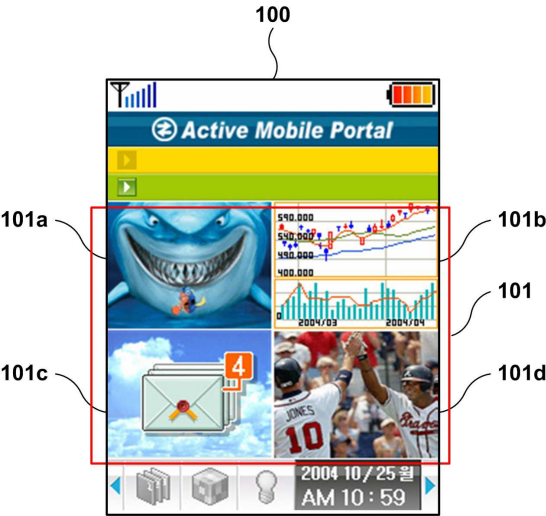 100
Active Mobile Portal
101a
101b
590.000
540.000
490.000
400.000
101
0
2004/03
2004/04
101c
4
101d
JONES
10
Braves
2004 10/25 월
AM 10:59